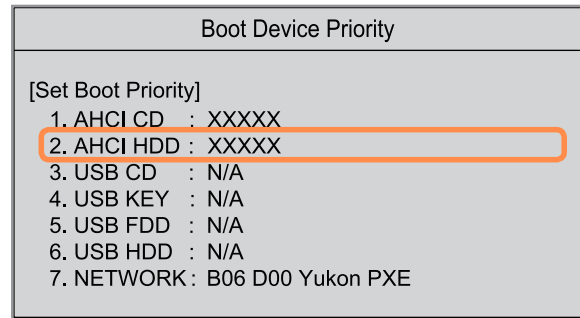 Boot Device Priority
[Set Boot Priority]
1. AHCI CD : XXXXX
2. AHCI HDD : XXXXX
3. USB CD : N/A
4. USB KEY : N/A
5. USB FDD : N/A
6. USB HDD : N/A
7. NETWORK : B06 D00 Yukon PXE